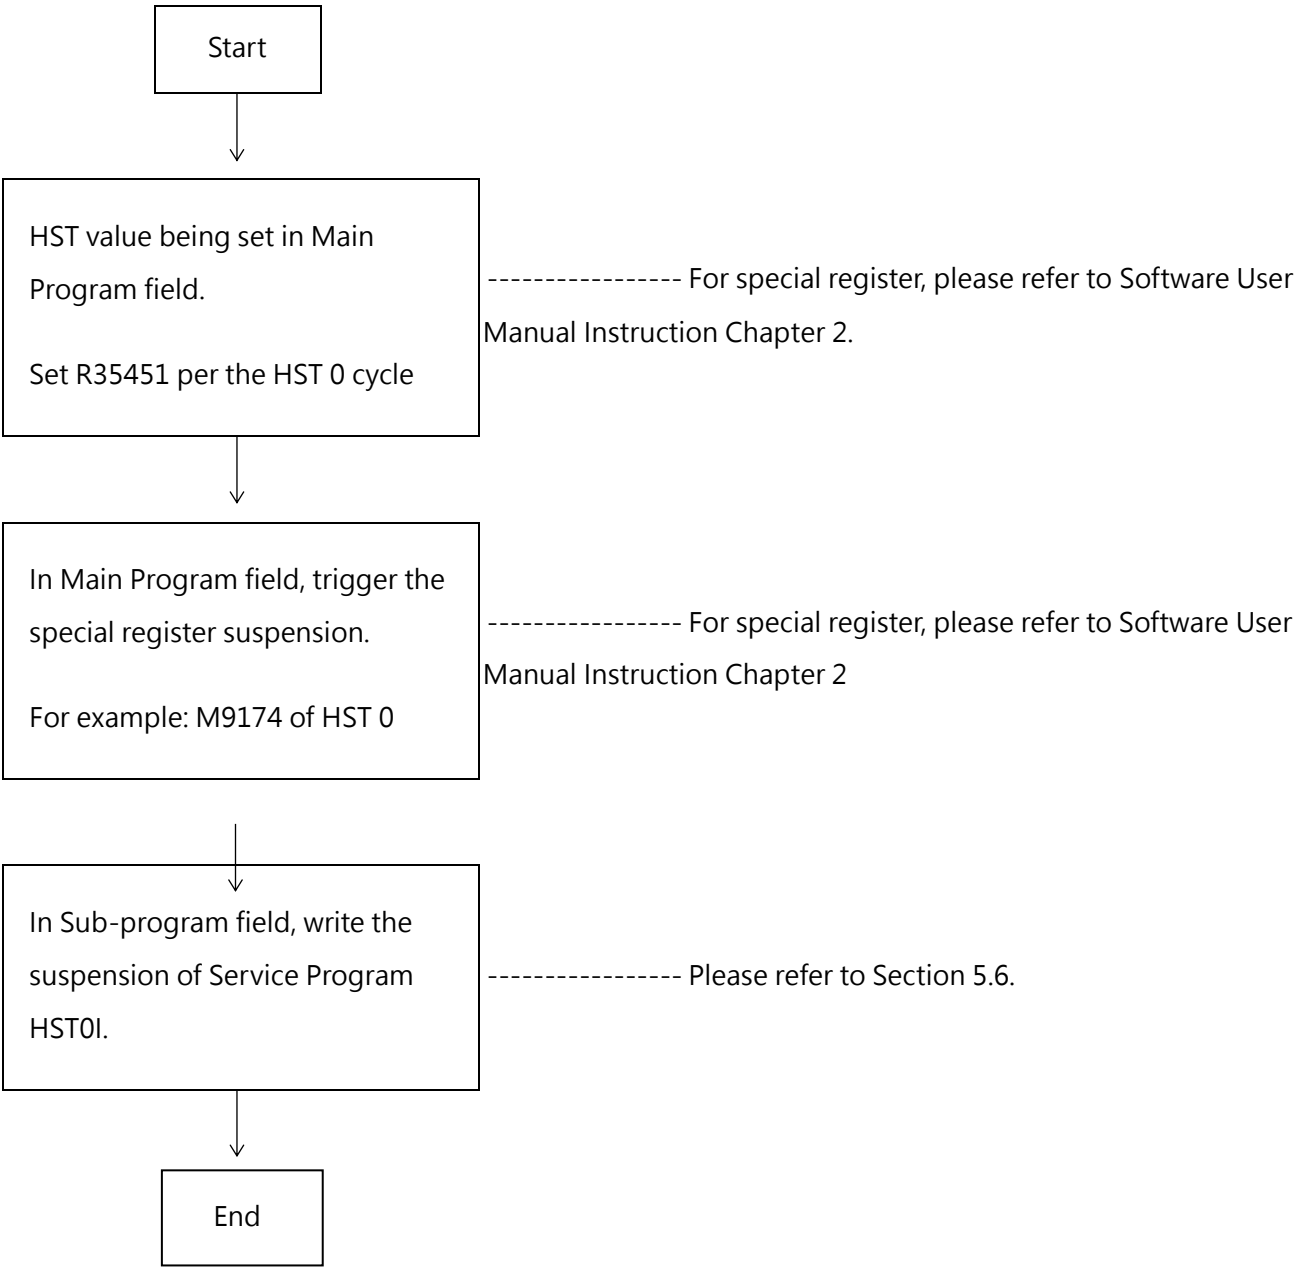 Start
HST value being set in Main
Program field.
Set R35451 per the HST 0 cycle
----------------- For special register, please refer to Software User
Manual Instruction Chapter 2.
In Main Program field, trigger the
special register suspension.
For example: M9174 of HST 0
----------------- For special register, please refer to Software User
Manual Instruction Chapter 2
In Sub-program field, write the
suspension of Service Program
HST0I.
----------------- Please refer to Section 5.6.
End